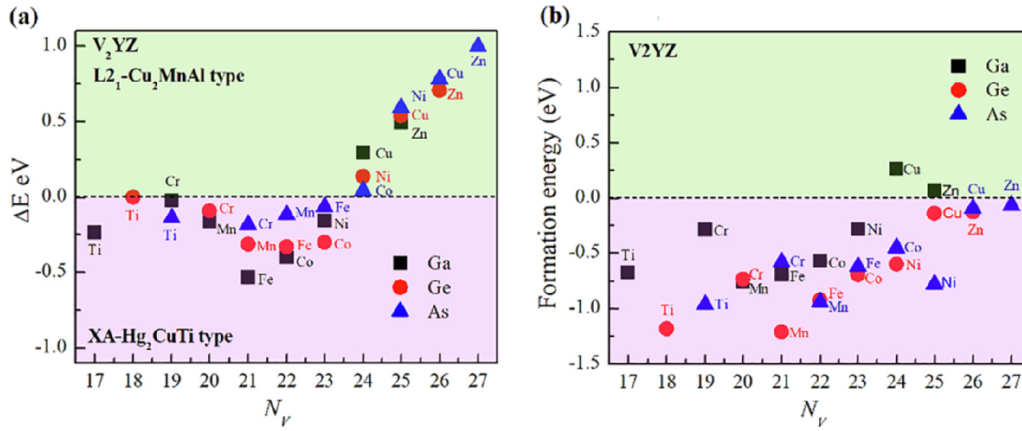 (a)
V2YZ
L21-Cu2MnAl type
1.0
0.5
0.0
-0.5
-1.0
ΔE eV
Ti
Ti
Cr
Ti
Cr
Mn
Cr
Mn
Fe
Mn
Fe
Co
Fe
Ni
Co
Cu
Ni
Co
Ni
Cu
Zn
Cu
Zn
Zn
Ga
Ge
As
XA-Hg2CuTi type
17 18 19 20 21 22 23 24 25 26 27
NV
(b)
V2YZ
Ga
Ge
As
1.5
1.0
0.5
0.0
-0.5
-1.0
-1.5
Formation energy (eV)
Ti
Ti
Cr
Ti
Cr
Mn
Cr
Fe
Mn
Co
Fe
Mn
Ni
Fe
Co
Cu
Co
Ni
Zn
Cu
Ni
Cu
Zn
Zn
17 18 19 20 21 22 23 24 25 26 27
NV